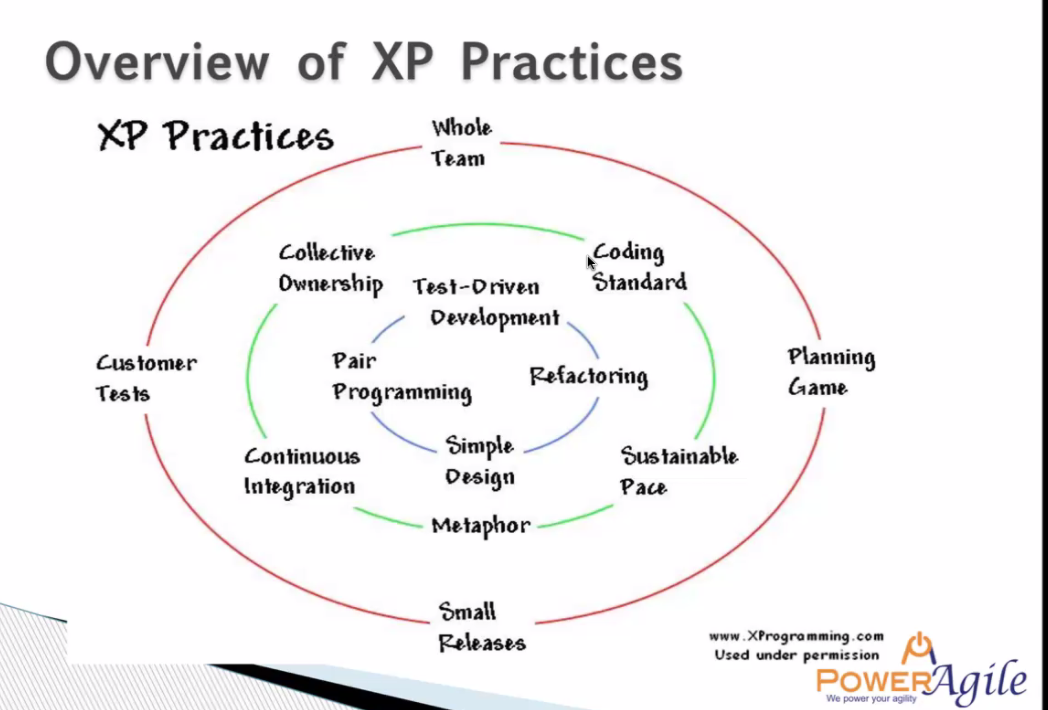 Overview of XP Practices
XP Practices
Whole
Team
Collective
Ownership
Coding
Standard
Test-Driven
Development
Customer
Tests
Pair
Programming
Refactoring
Planning
Game
Simple
Design
Continuous
Integration
Sustainable
Pace
Metaphor
Small
Releases
www.XProgramming.com
Used under permission
POWERAgile
We power your agility